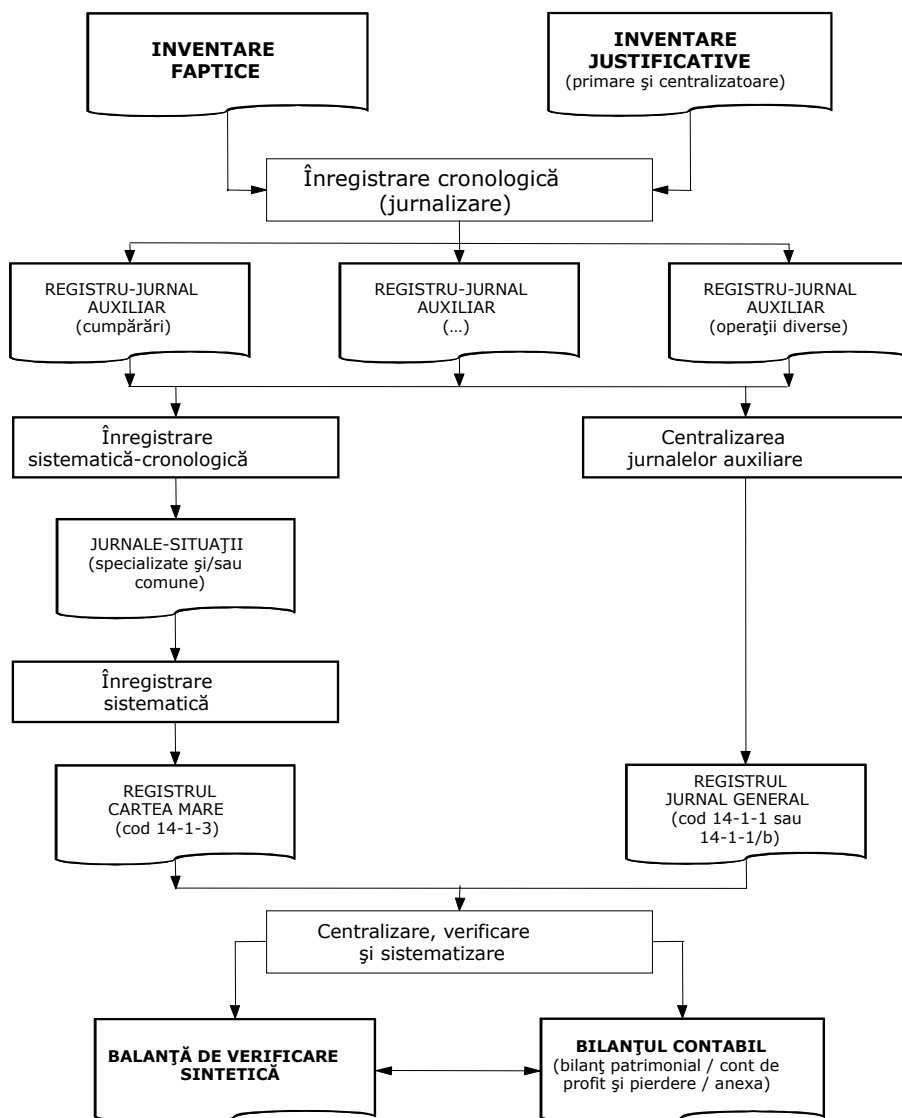 INVENTARE
FAPTICE
INVENTARE
JUSTIFICATIVE
(primare şi centralizatoare)
Înregistrare cronologică
(jurnalizare)
REGISTRU-JURNAL
AUXILIAR
(cumpărări)
REGISTRU-JURNAL
AUXILIAR
(...)
REGISTRU-JURNAL
AUXILIAR
(operaţii diverse)
Înregistrare
sistematică-cronologică
Centralizarea
jurnalelor auxiliare
JURNALE-SITUAŢII
(specializate şi/sau
comune)
Înregistrare
sistematică
REGISTRUL
CARTEA MARE
(cod 14-1-3)
REGISTRUL
JURNAL GENERAL
(cod 14-1-1 sau
14-1-1/b)
Centralizare, verificare
şi sistematizare
BALANŢĂ DE VERIFICARE
SINTETICĂ
BILANŢUL CONTABIL
(bilanţ patrimonial / cont de
profit şi pierdere / anexa)